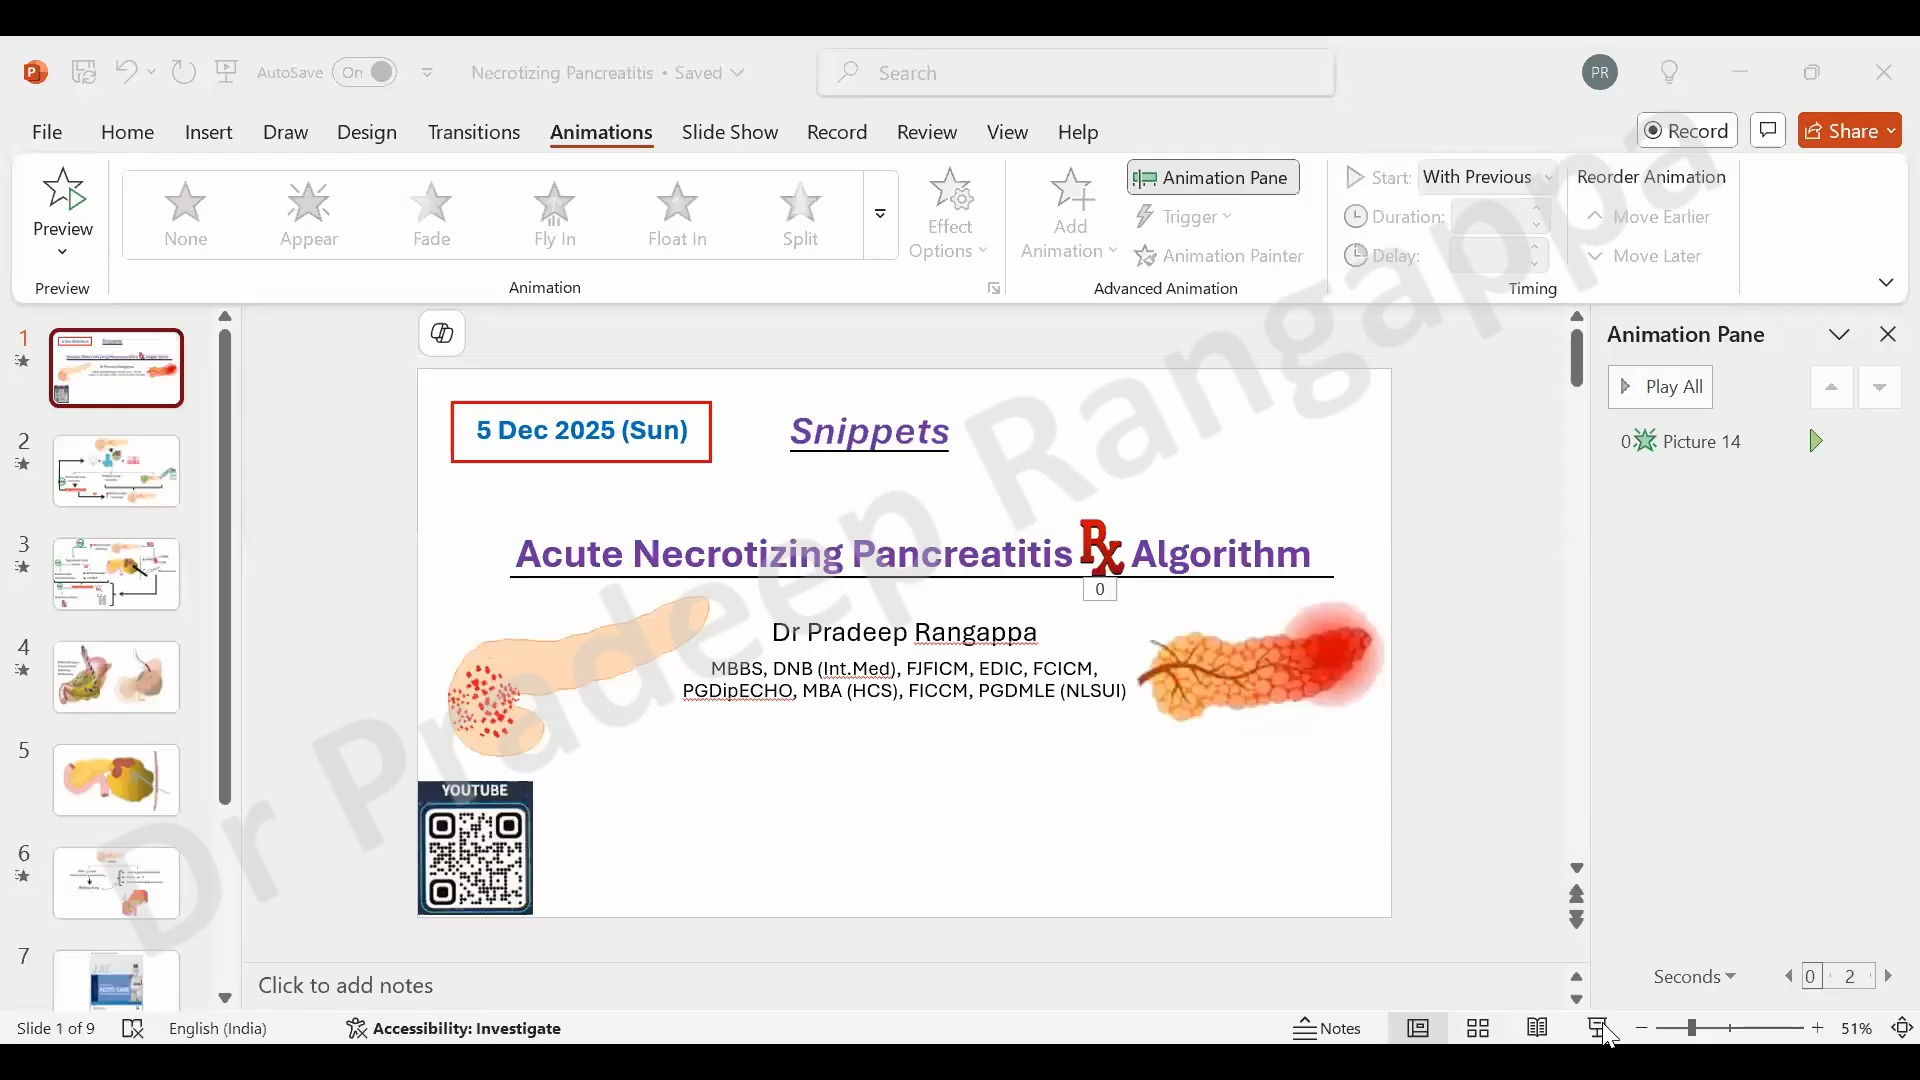 AutoSave On Necrotizing Pancreatitis • Saved Search PR
File Home Insert Draw Design Transitions Animations Slide Show Record Review View Help Record Share
Preview
Preview
None Appear Fade Fly In Float In Split
Animation
Effect Options
Add Animation
Animation Pane
Trigger
Animation Painter
Advanced Animation
Start: With Previous
Duration:
Delay:
Timing
Reorder Animation
Move Earlier
Move Later
1
2
3
4
5
6
7
5 Dec 2025 (Sun)
Snippets
Acute Necrotizing Pancreatitis Rx Algorithm
0
Dr Pradeep Rangappa
MBBS, DNB (Int.Med), FJFICM, EDIC, FCICM,
PGDipECHO, MBA (HCS), FICCM, PGDMLE (NLSUI)
YOUTUBE
Dr Pradeep Rangappa
Animation Pane
Play All
0 Picture 14
Seconds 0 2
Click to add notes
Slide 1 of 9 English (India) Accessibility: Investigate Notes 51%